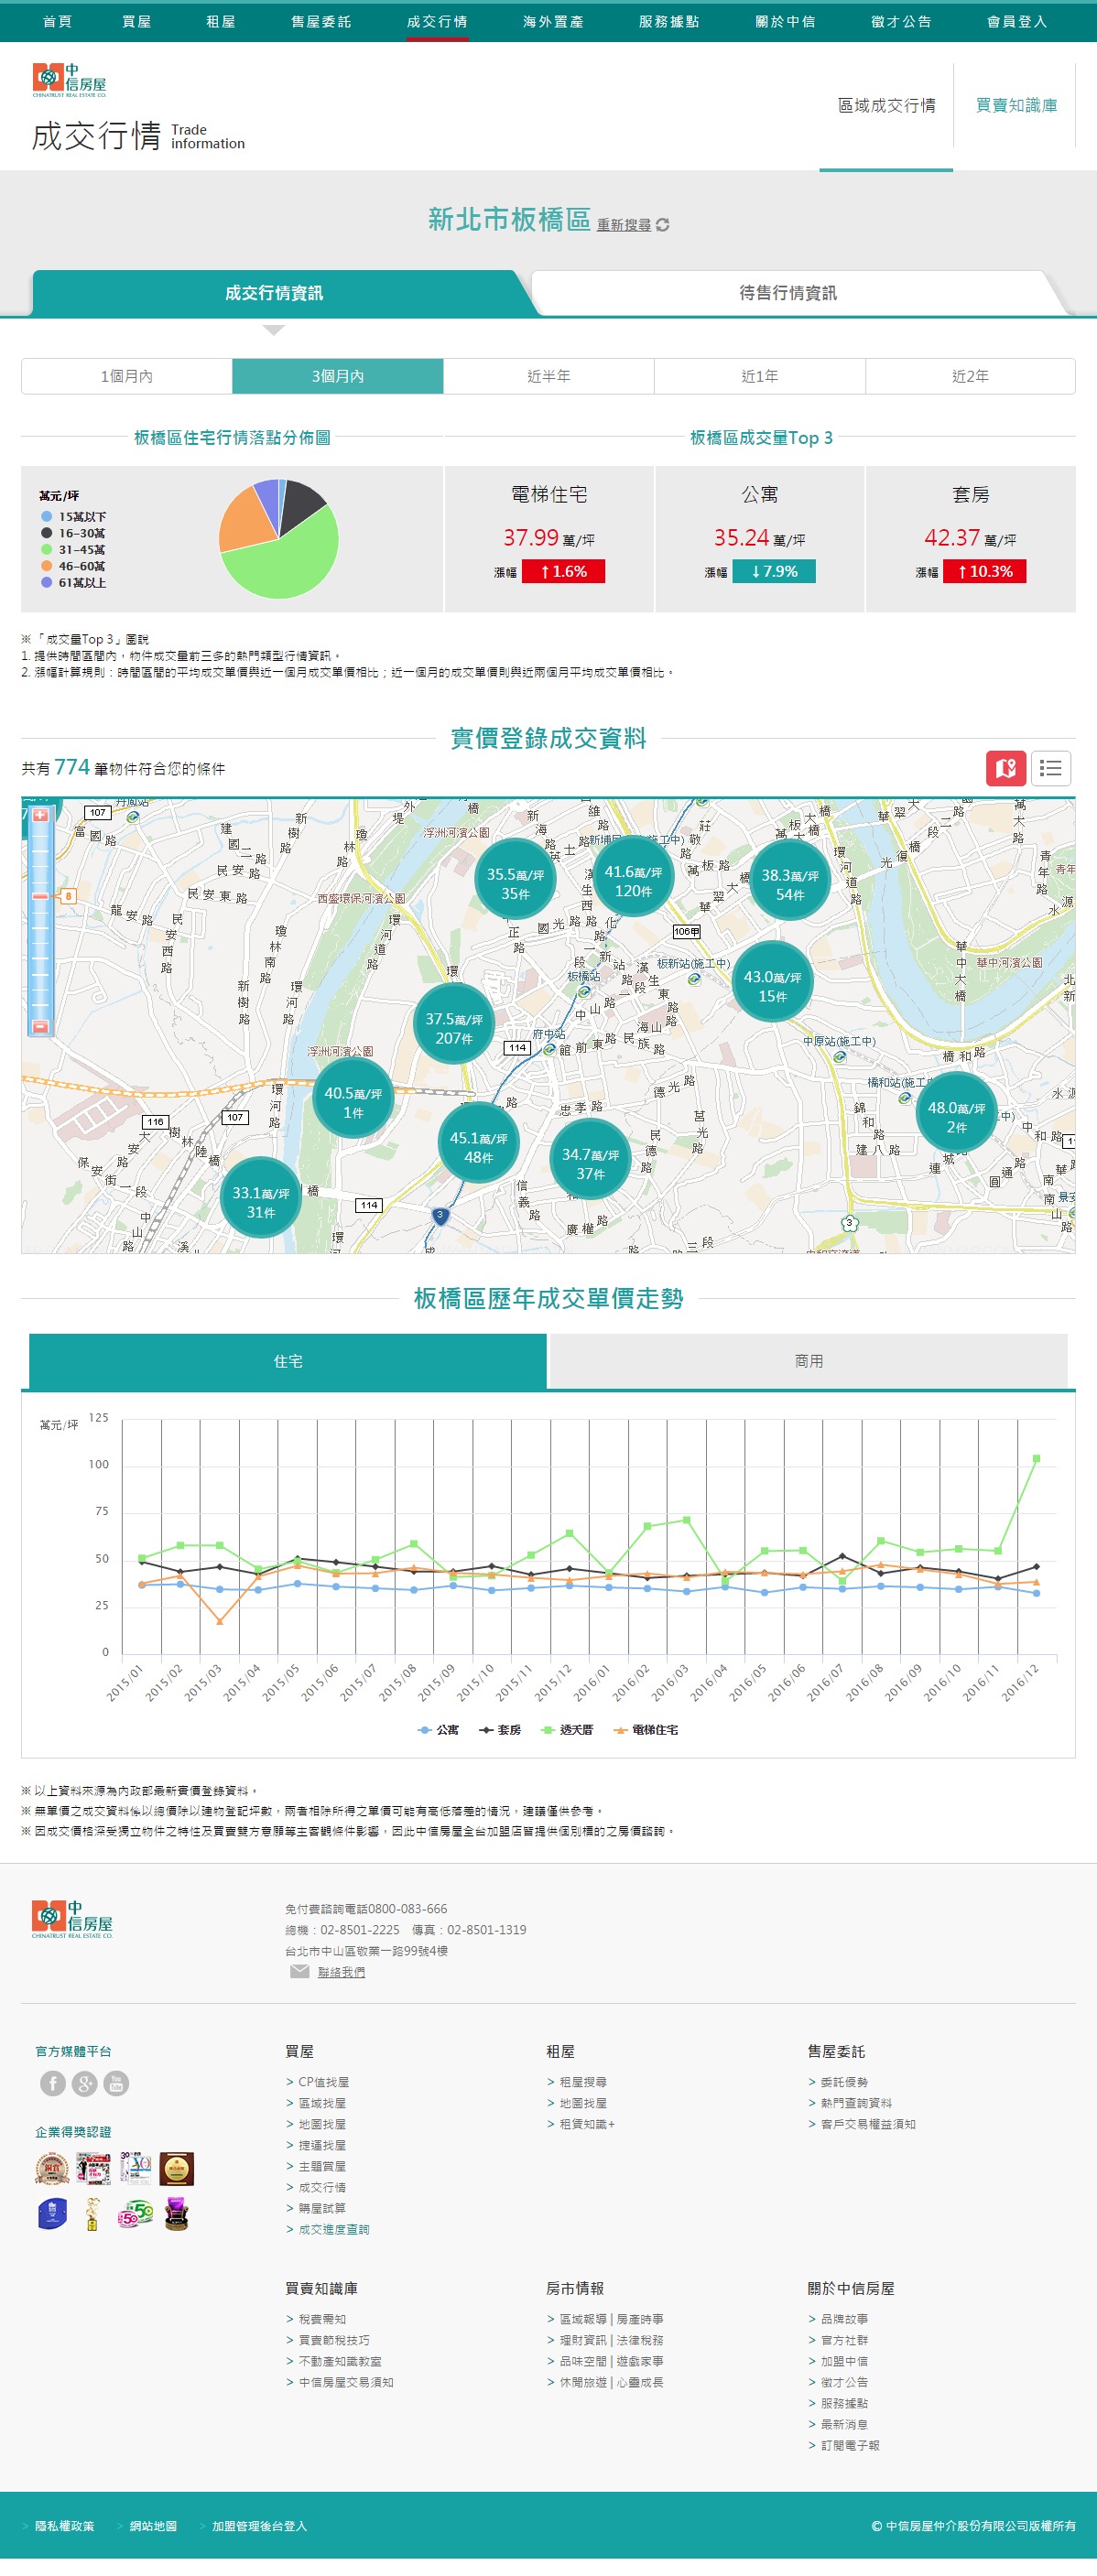 首頁 買屋 租屋 售屋委託 成交行情 海外置產 服務據點 關於中信 徵才公告 會員登入
中信房屋
CHINATRUST REAL ESTATE CO.
成交行情 Trade information
區域成交行情 買賣知識庫
新北市板橋區 重新搜尋
成交行情資訊 待售行情資訊
1個月內 3個月內 近半年 近1年 近2年
板橋區住宅行情落點分佈圖 板橋區成交量Top 3
萬元/坪
15萬以下
16-30萬
31-45萬
46-60萬
61萬以上
電梯住宅 公寓 套房
37.99 萬/坪 35.24 萬/坪 42.37 萬/坪
漲幅 ↑1.6% 漲幅 ↓7.9% 漲幅 ↑10.3%
※「成交量Top 3」圖說
1. 提供時間區間內，物件成交量前三多的熱門類型行情資訊。
2. 漲幅計算規則：時間區間的平均成交單價與近一個月成交單價相比；近一個月的成交單價則與近兩個月平均成交單價相比。
實價登錄成交資料
共有 774 筆物件符合您的條件
8
107
浮洲河濱公園
西盛環保河濱公園
浮洲河濱公園
華中河濱公園
華中大橋
106甲
板新站(施工中)
板橋站
府中站
114
中原站(施工中)
116
107
114
3
3
35.5萬/坪
35件
41.6萬/坪
120件
38.3萬/坪
54件
43.0萬/坪
15件
37.5萬/坪
207件
40.5萬/坪
1件
45.1萬/坪
48件
34.7萬/坪
37件
48.0萬/坪
2件
33.1萬/坪
31件
板橋區歷年成交單價走勢
住宅 商用
萬元/坪
125
100
75
50
25
0
2015/01 2015/02 2015/03 2015/04 2015/05 2015/06 2015/07 2015/08 2015/09 2015/10 2015/11 2015/12 2016/01 2016/02 2016/03 2016/04 2016/05 2016/06 2016/07 2016/08 2016/09 2016/10 2016/11 2016/12
公寓 套房 透天厝 電梯住宅
※ 以上資料來源為內政部最新實價登錄資料。
※ 無單價之成交資料係以總價除以建物登記坪數，兩者相除所得之單價可能有高低落差的情況，建議僅供參考。
※ 因成交價格深受獨立物件之特性及買賣雙方意願等主客觀條件影響，因此中信房屋全台加盟店皆提供個別標的之房價諮詢。
中信房屋
CHINATRUST REAL ESTATE CO.
免付費諮詢電話0800-083-666
總機：02-8501-2225 傳真：02-8501-1319
台北市中山區敬業一路99號4樓
聯絡我們
官方媒體平台
企業得獎認證
買屋
> CP值找屋
> 區域找屋
> 地圖找屋
> 捷運找屋
> 主題賞屋
> 成交行情
> 購屋試算
> 成交進度查詢
租屋
> 租屋搜尋
> 地圖找屋
> 租賃知識+
售屋委託
> 委託優勢
> 熱門查詢資料
> 客戶交易權益須知
買賣知識庫
> 稅費需知
> 買賣節稅技巧
> 不動產知識教室
> 中信房屋交易須知
房市情報
> 區域報導 | 房產時事
> 理財資訊 | 法律稅務
> 品味空間 | 遊戲家事
> 休閒旅遊 | 心靈成長
關於中信房屋
> 品牌故事
> 官方社群
> 加盟中信
> 徵才公告
> 服務據點
> 最新消息
> 訂閱電子報
> 隱私權政策 > 網站地圖 > 加盟管理後台登入
© 中信房屋仲介股份有限公司版權所有